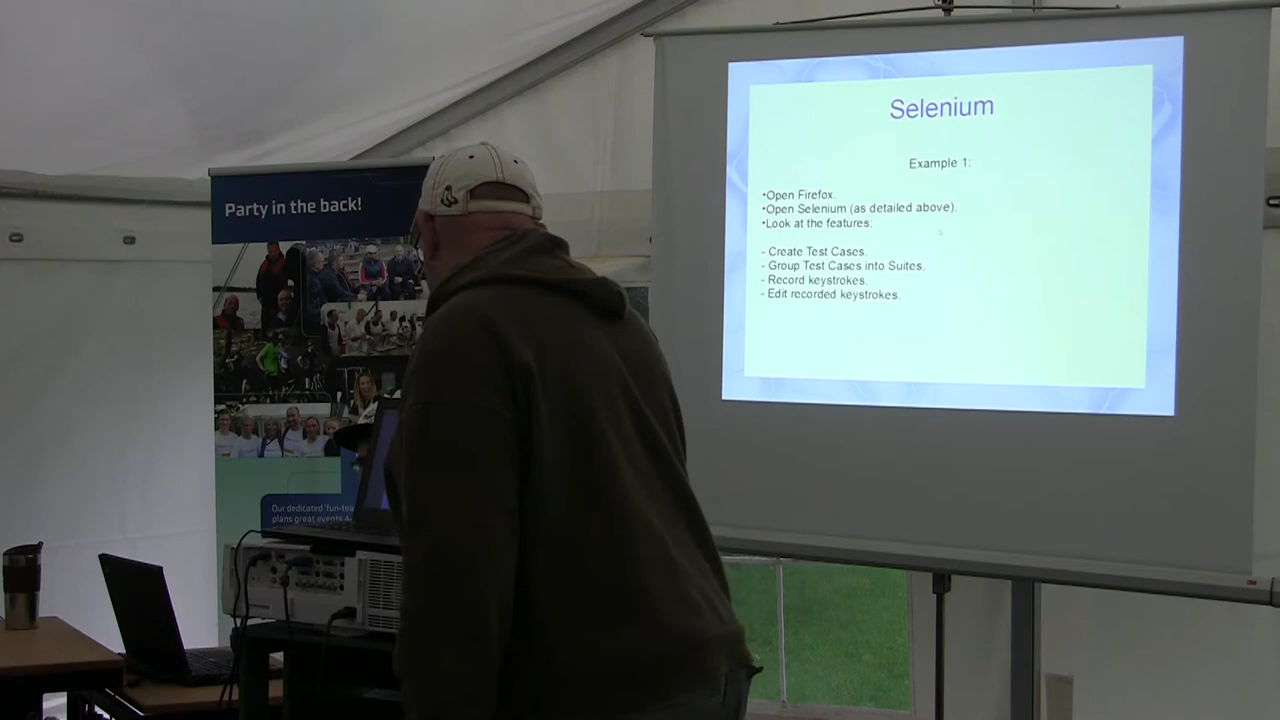 Party in the back!
Our dedicated 'fun-tea
plans great events 4-
Selenium
Example 1:
•Open Firefox.
•Open Selenium (as detailed above).
•Look at the features:
- Create Test Cases.
- Group Test Cases into Suites.
- Record keystrokes.
- Edit recorded keystrokes.